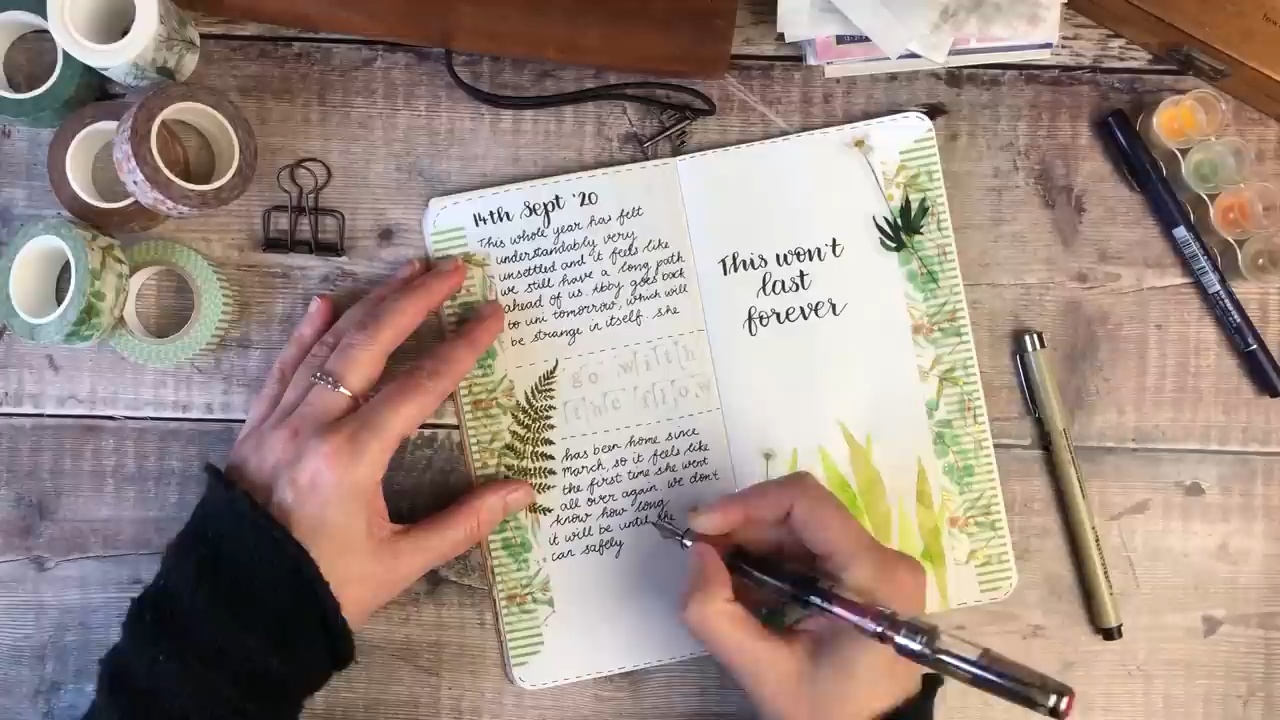 14th Sept '20
This whole year has felt
understandably very
unsettled and it feels like
we still have a long path
ahead of us. Abby goes back
to uni tomorrow, which will
be strange in itself. She
go with
the flow
has been home since
March, so it feels like
the first time she went
all over again. We don't
know how long
it will be until she
can safely
This won't
last
forever